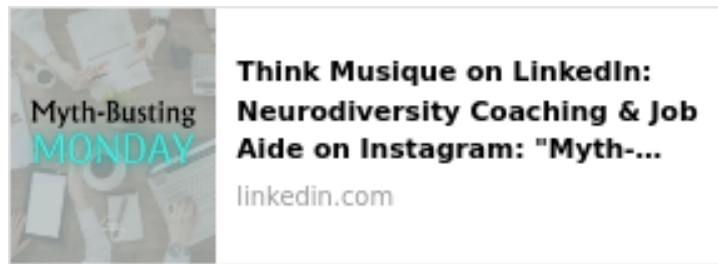 Myth-Busting
MONDAY
Think Musique on LinkedIn:
Neurodiversity Coaching & Job
Aide on Instagram: "Myth-...
linkedin.com